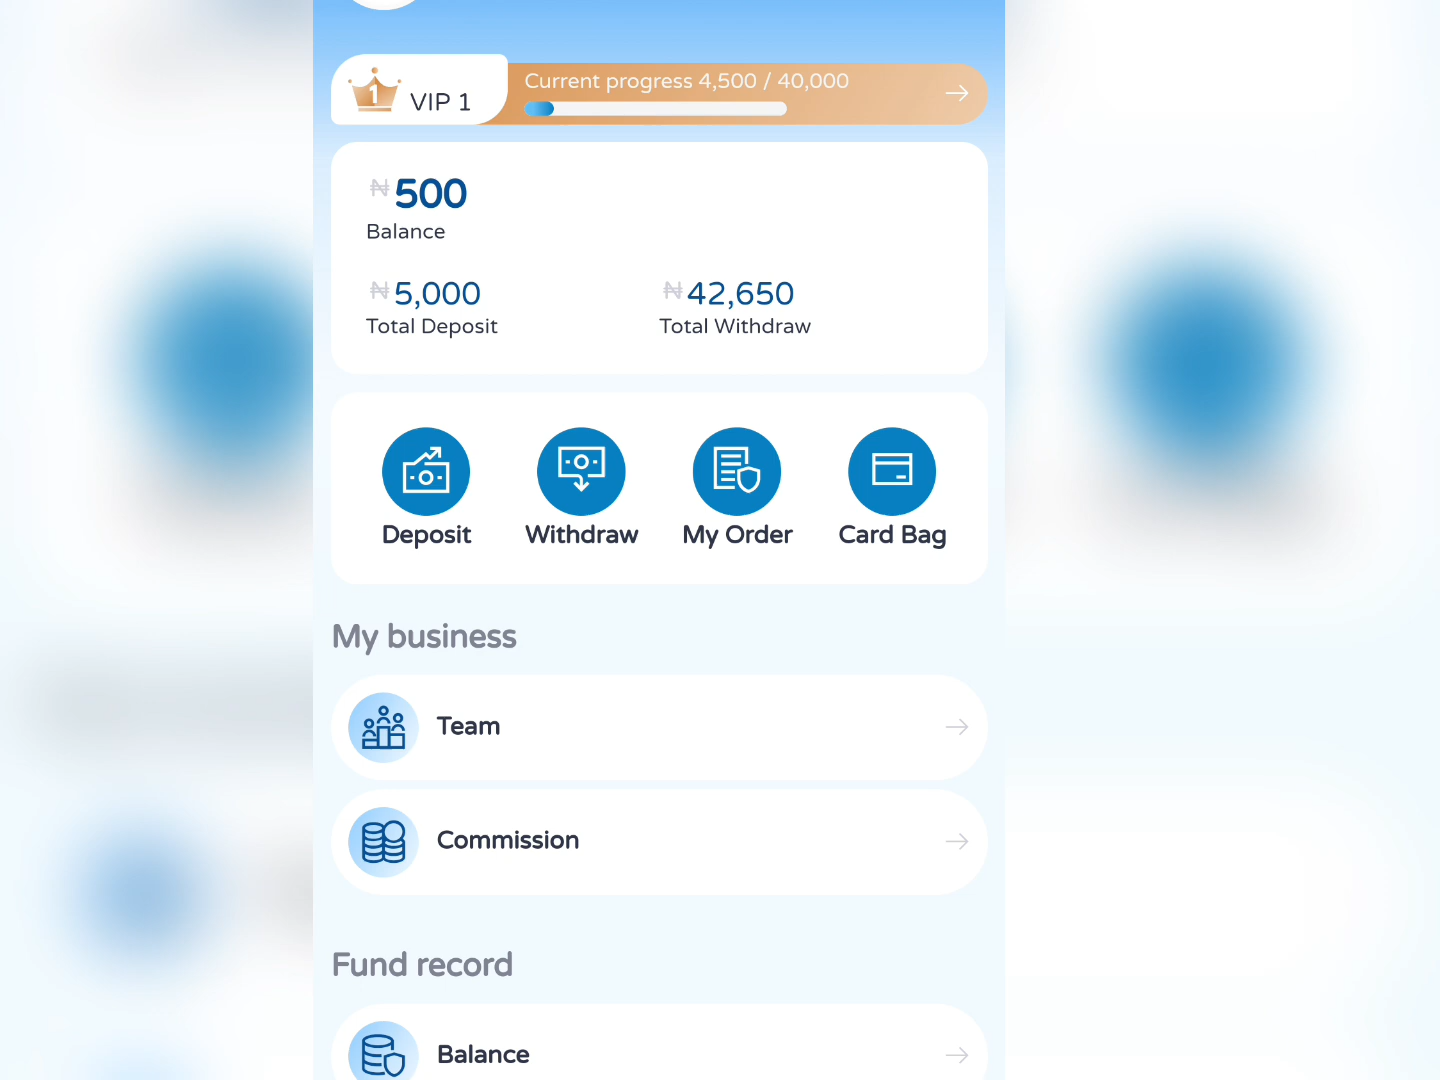 VIP 1
Current progress 4,500 / 40,000
₦500
Balance
₦5,000
Total Deposit
₦42,650
Total Withdraw
Deposit
Withdraw
My Order
Card Bag
My business
Team
Commission
Fund record
Balance